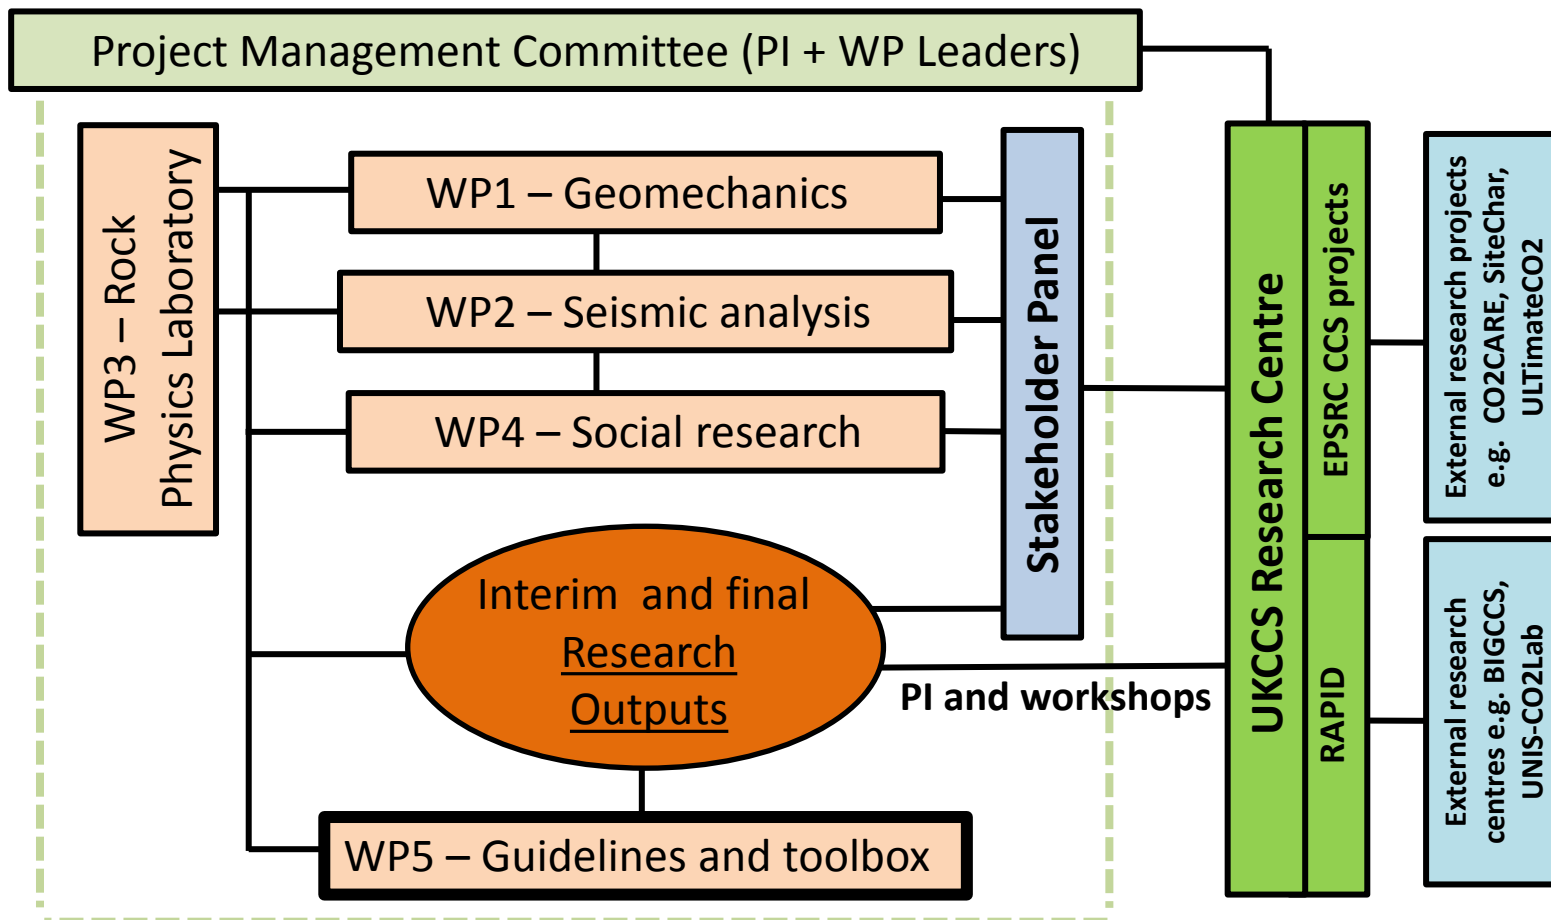 Project Management Committee (PI + WP Leaders)
WP3 – Rock
Physics Laboratory
WP1 – Geomechanics
WP2 – Seismic analysis
WP4 – Social research
Interim and final
Research
Outputs
WP5 – Guidelines and toolbox
Stakeholder Panel
PI and workshops
UKCCS Research Centre
EPSRC CCS projects
RAPID
External research projects
e.g. CO2CARE, SiteChar,
ULTimateCO2
External research
centres e.g. BIGCCS,
UNIS-CO2Lab